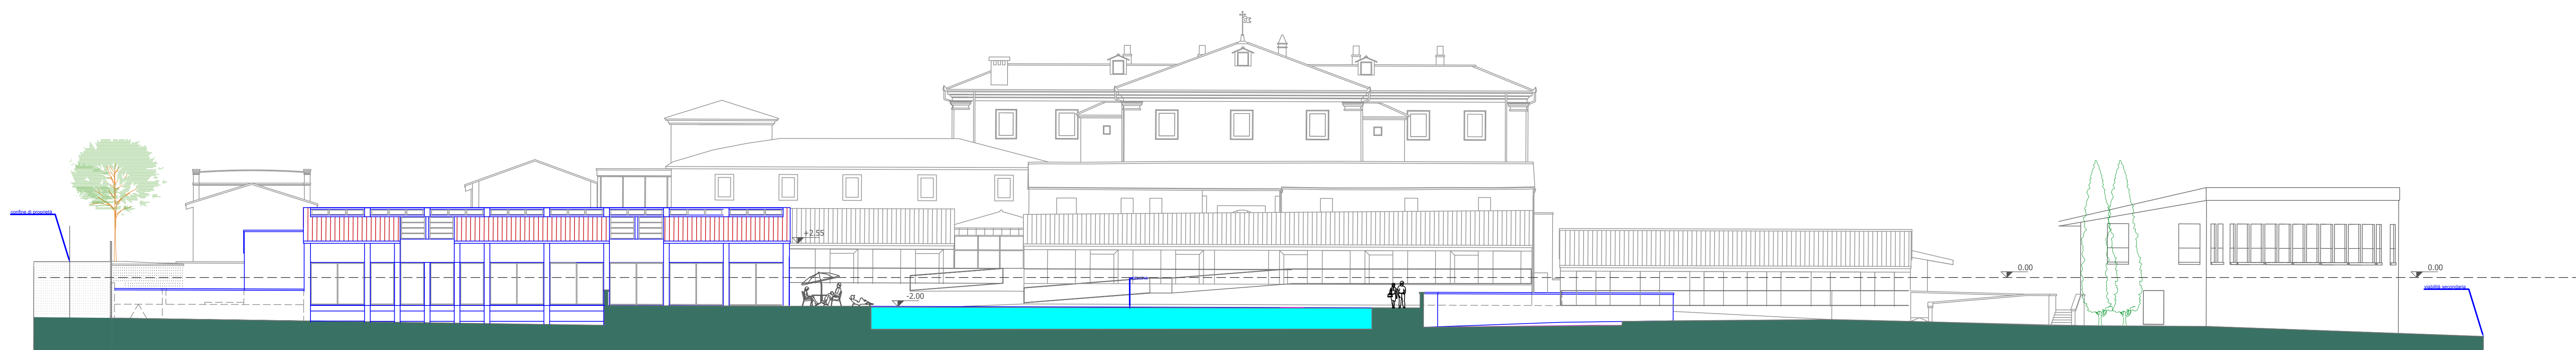 confine di proprietà
+2.55
-2.00
0.00
0.00
viabilità secondaria